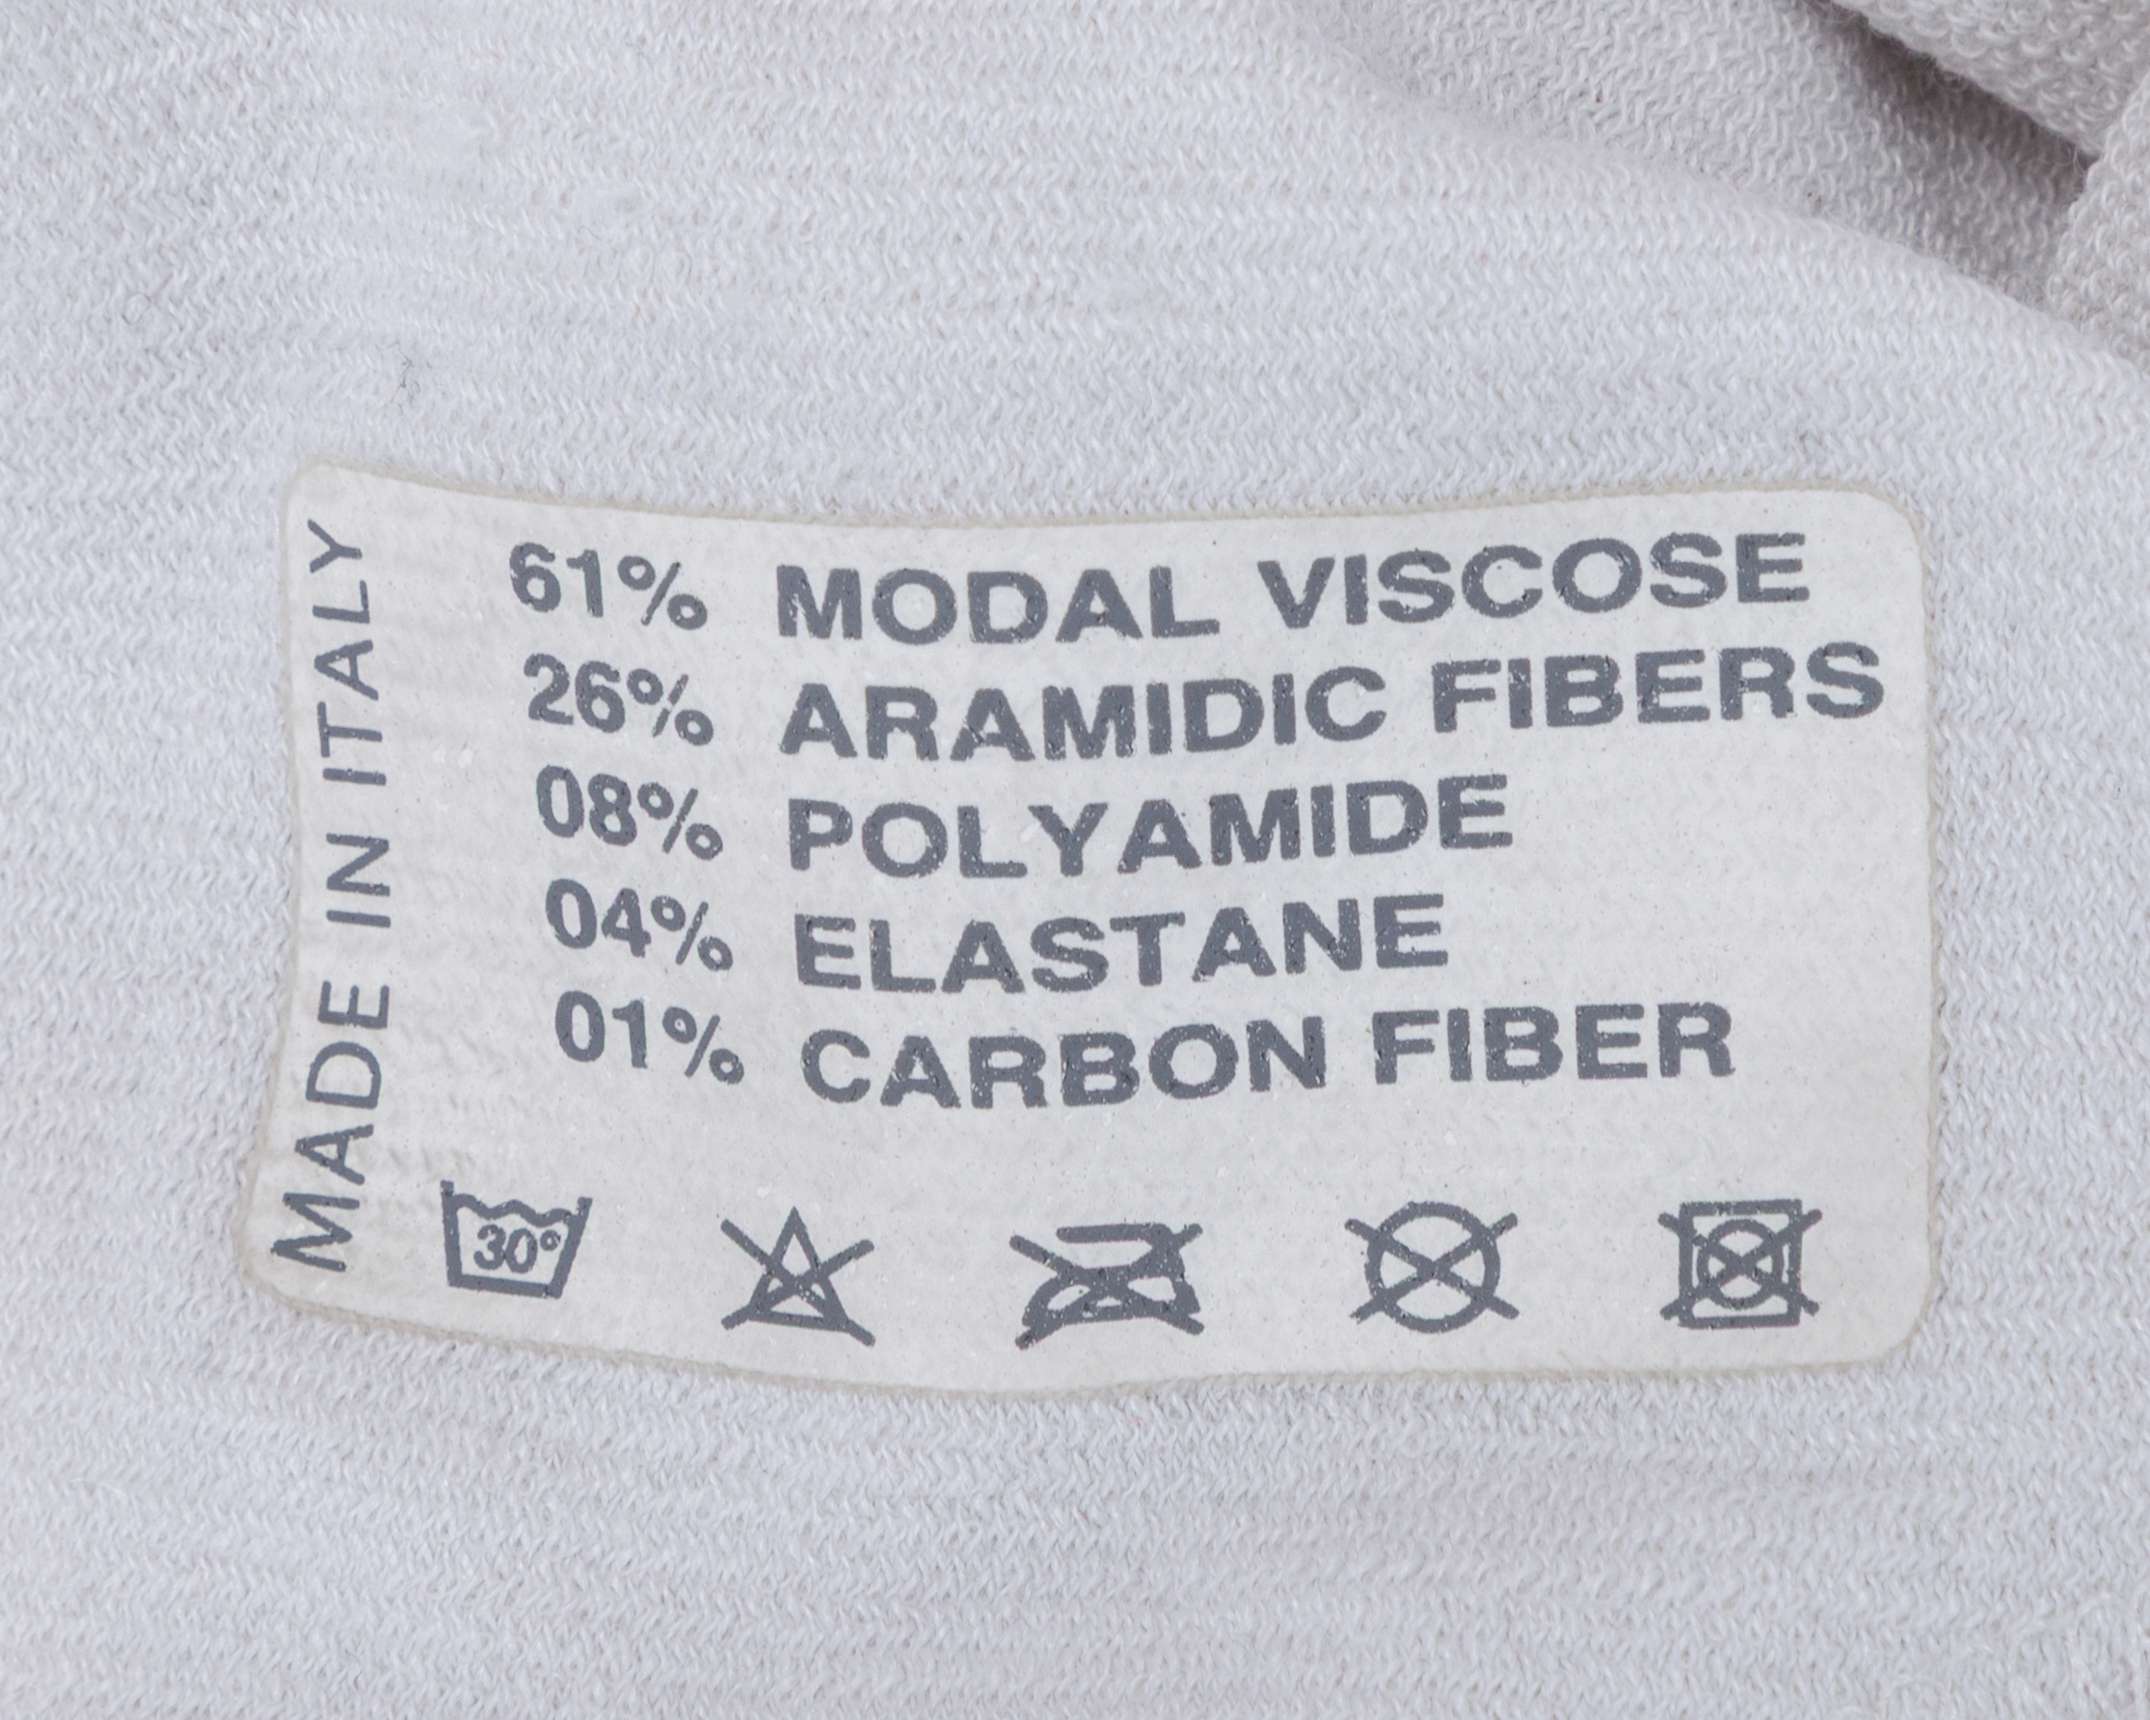 MADE IN ITALY
61% MODAL VISCOSE
26% ARAMIDIC FIBERS
08% POLYAMIDE
04% ELASTANE
01% CARBON FIBER
30°